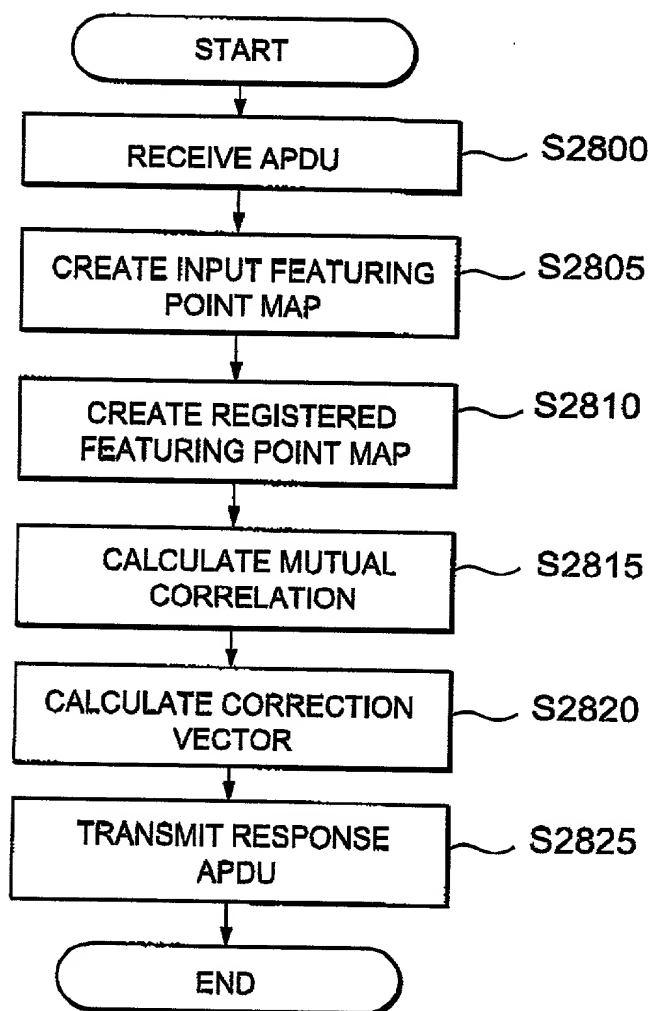 START
RECEIVE APDU
S2800
CREATE INPUT FEATURING
POINT MAP
S2805
CREATE REGISTERED
FEATURING POINT MAP
S2810
CALCULATE MUTUAL
CORRELATION
S2815
CALCULATE CORRECTION
VECTOR
S2820
TRANSMIT RESPONSE
APDU
S2825
END